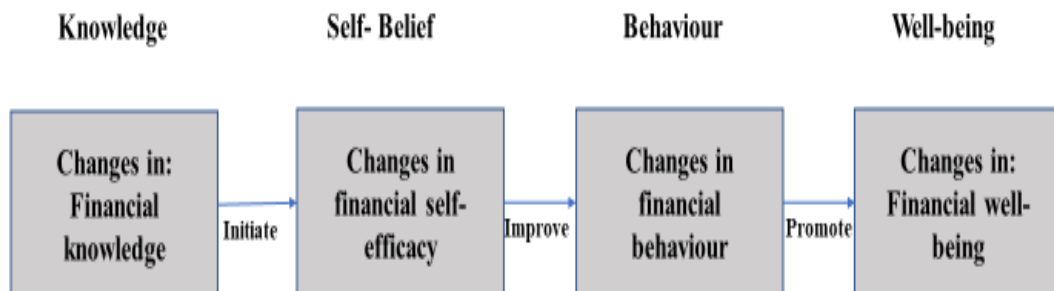 Knowledge
Self- Belief
Behaviour
Well-being
Changes in:
Financial
knowledge
Initiate
Changes in
financial self-
efficacy
Improve
Changes in
financial
behaviour
Promote
Changes in:
Financial well-
being